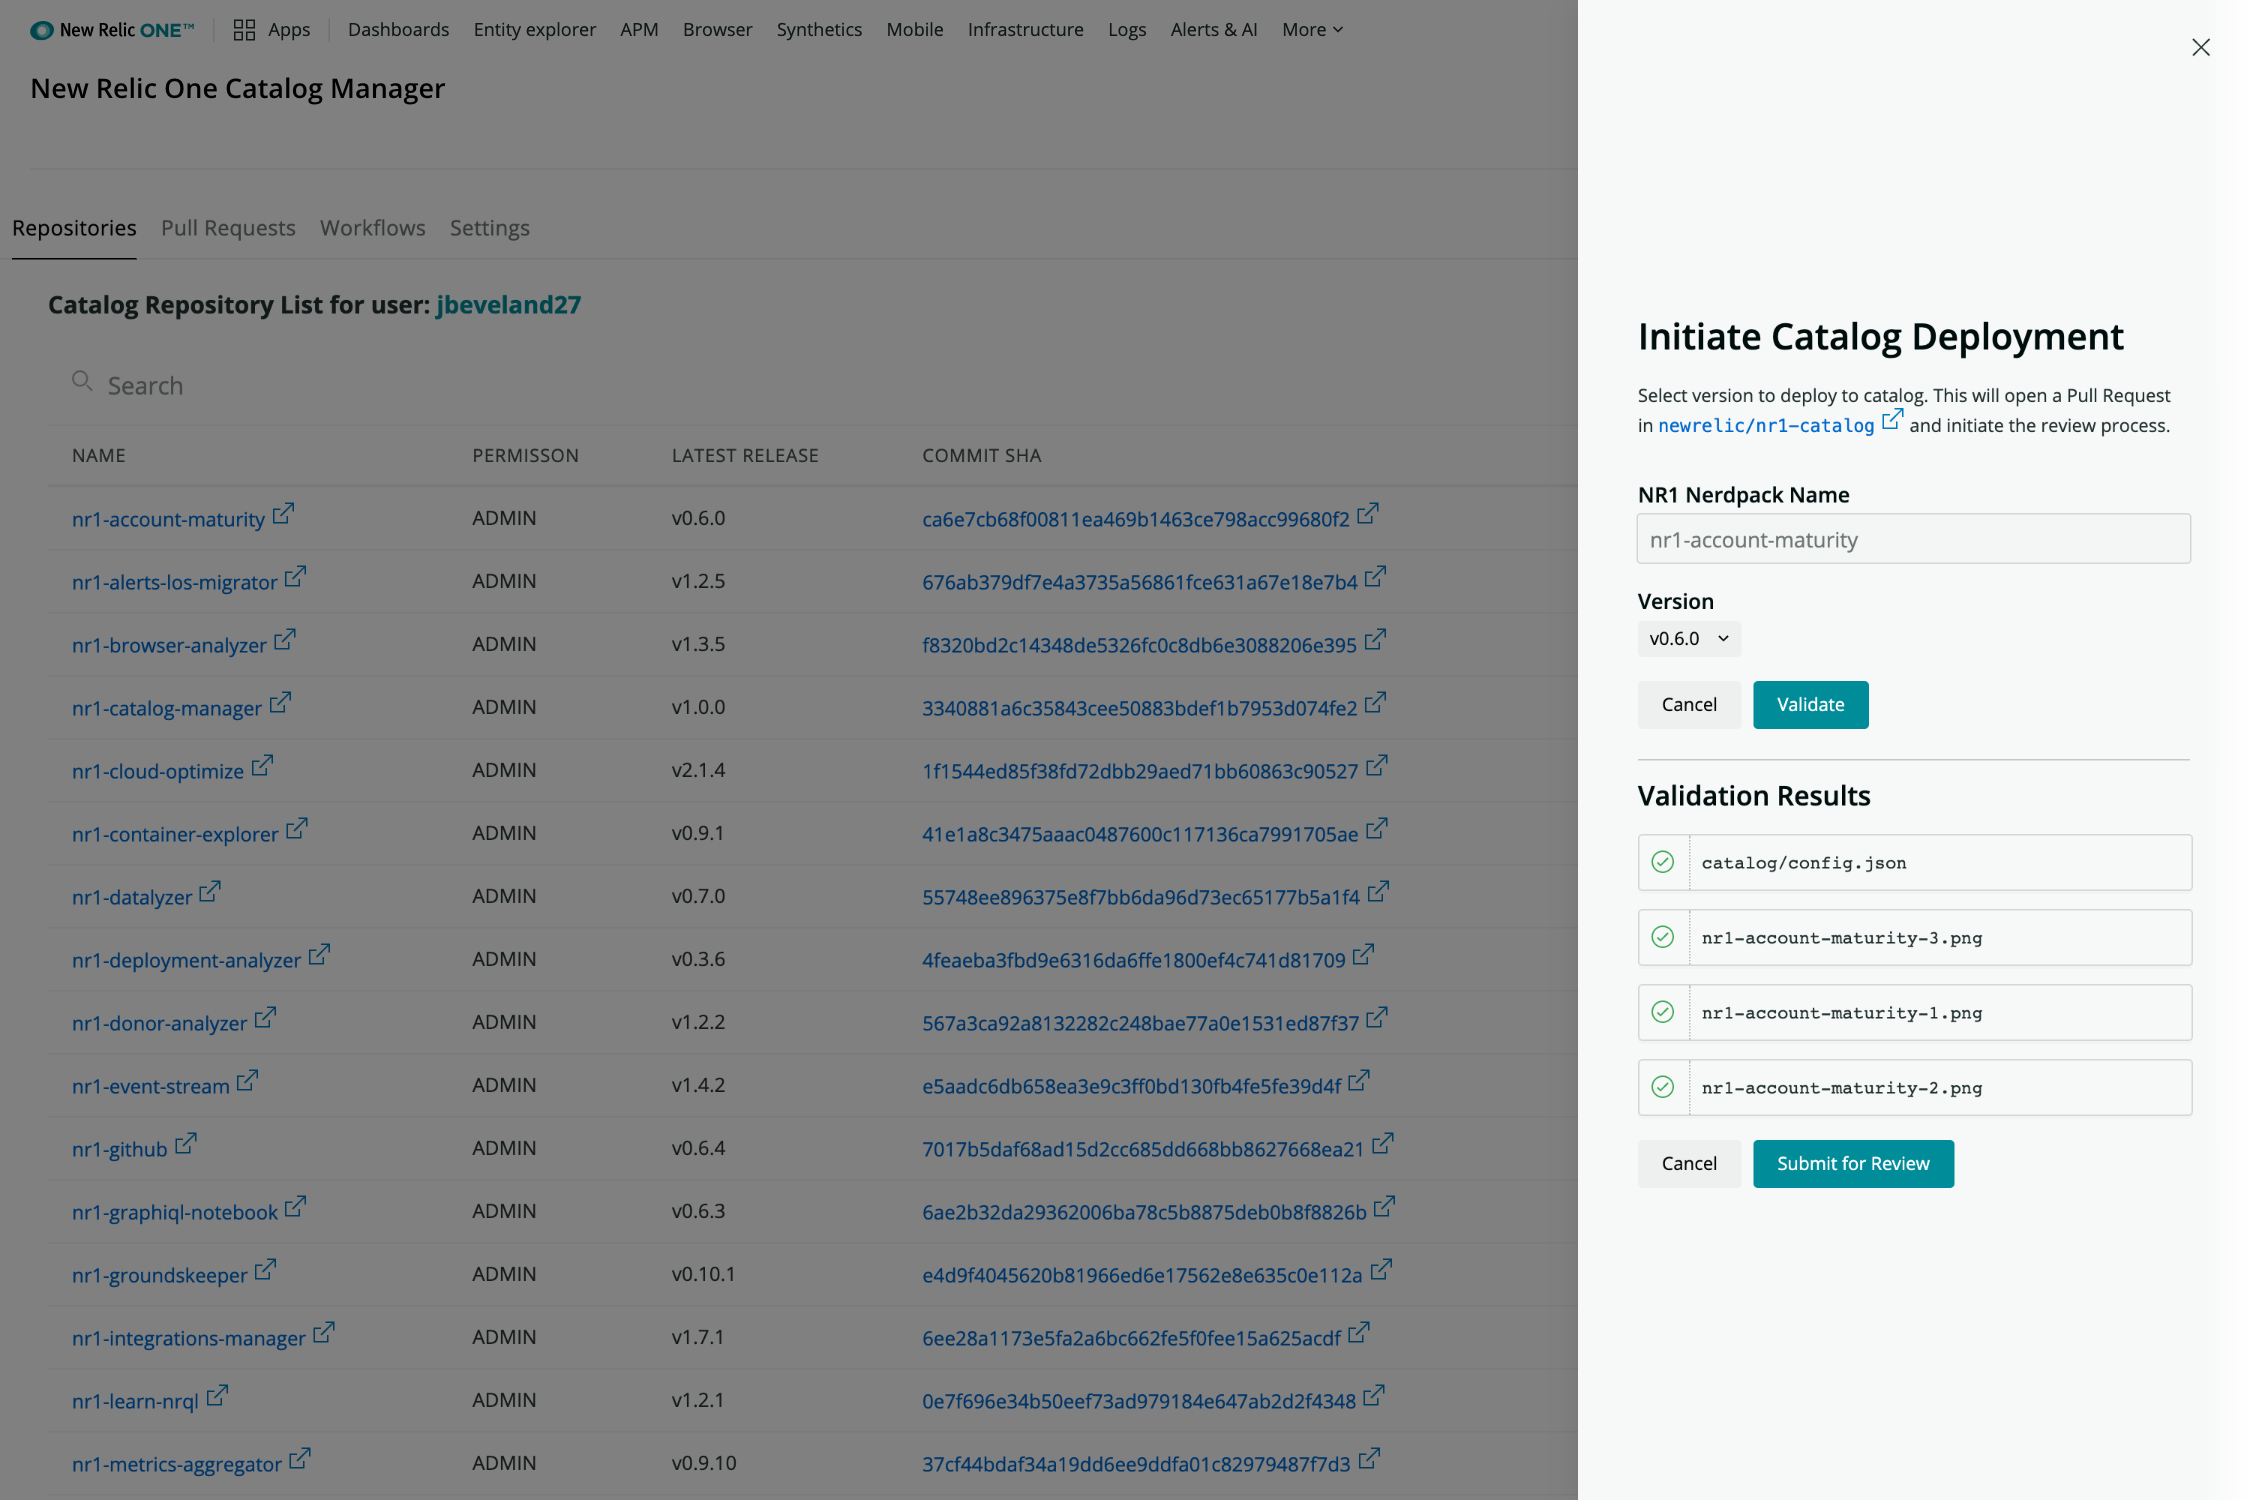 New Relic ONE™ Apps Dashboards Entity explorer APM Browser Synthetics Mobile Infrastructure Logs Alerts & AI More
New Relic One Catalog Manager
Repositories Pull Requests Workflows Settings
Catalog Repository List for user: jbeveland27
Search
NAME PERMISSON LATEST RELEASE COMMIT SHA
nr1-account-maturity ADMIN v0.6.0 ca6e7cb68f00811ea469b1463ce798acc99680f2
nr1-alerts-los-migrator ADMIN v1.2.5 676ab379df7e4a3735a56861fce631a67e18e7b4
nr1-browser-analyzer ADMIN v1.3.5 f8320bd2c14348de5326fc0c8db6e3088206e395
nr1-catalog-manager ADMIN v1.0.0 3340881a6c35843cee50883bdef1b7953d074fe2
nr1-cloud-optimize ADMIN v2.1.4 1f1544ed85f38fd72dbb29aed71bb60863c90527
nr1-container-explorer ADMIN v0.9.1 41e1a8c3475aaac0487600c117136ca7991705ae
nr1-datalyzer ADMIN v0.7.0 55748ee896375e8f7bb6da96d73ec65177b5a1f4
nr1-deployment-analyzer ADMIN v0.3.6 4feaeba3fbd9e6316da6ffe1800ef4c741d81709
nr1-donor-analyzer ADMIN v1.2.2 567a3ca92a8132282c248bae77a0e1531ed87f37
nr1-event-stream ADMIN v1.4.2 e5aadc6db658ea3e9c3ff0bd130fb4fe5fe39d4f
nr1-github ADMIN v0.6.4 7017b5daf68ad15d2cc685dd668bb8627668ea21
nr1-graphiql-notebook ADMIN v0.6.3 6ae2b32da29362006ba78c5b8875deb0b8f8826b
nr1-groundskeeper ADMIN v0.10.1 e4d9f4045620b81966ed6e17562e8e635c0e112a
nr1-integrations-manager ADMIN v1.7.1 6ee28a1173e5fa2a6bc662fe5f0fee15a625acdf
nr1-learn-nrql ADMIN v1.2.1 0e7f696e34b50eef73ad979184e647ab2d2f4348
nr1-metrics-aggregator ADMIN v0.9.10 37cf44bdaf34a19dd6ee9ddfa01c82979487f7d3
Initiate Catalog Deployment
Select version to deploy to catalog. This will open a Pull Request
in newrelic/nr1-catalog and initiate the review process.
NR1 Nerdpack Name
nr1-account-maturity
Version
v0.6.0
Cancel Validate
Validation Results
catalog/config.json
nr1-account-maturity-3.png
nr1-account-maturity-1.png
nr1-account-maturity-2.png
Cancel Submit for Review